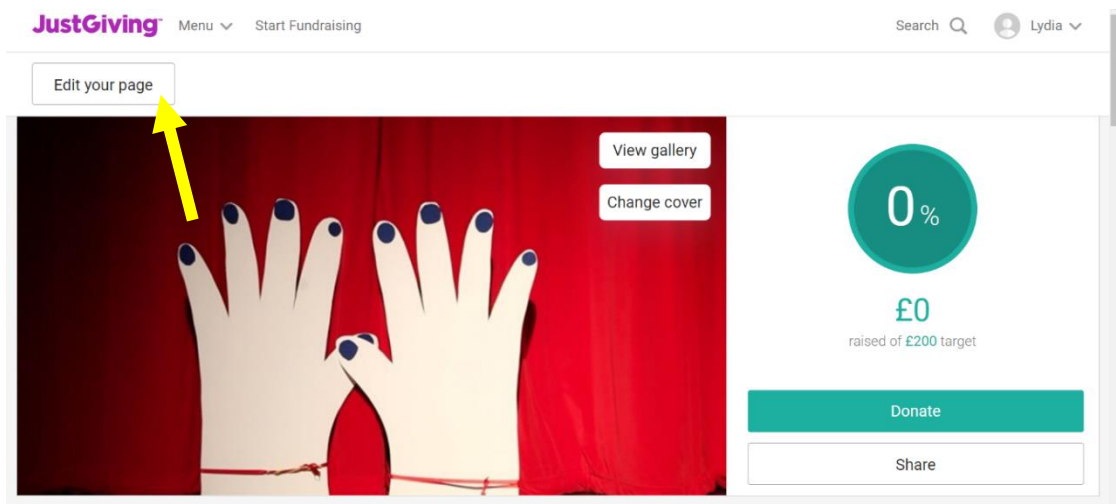 JustGiving Menu Start Fundraising Search Lydia
Edit your page
View gallery
Change cover
0 %
£0
raised of £200 target
Donate
Share